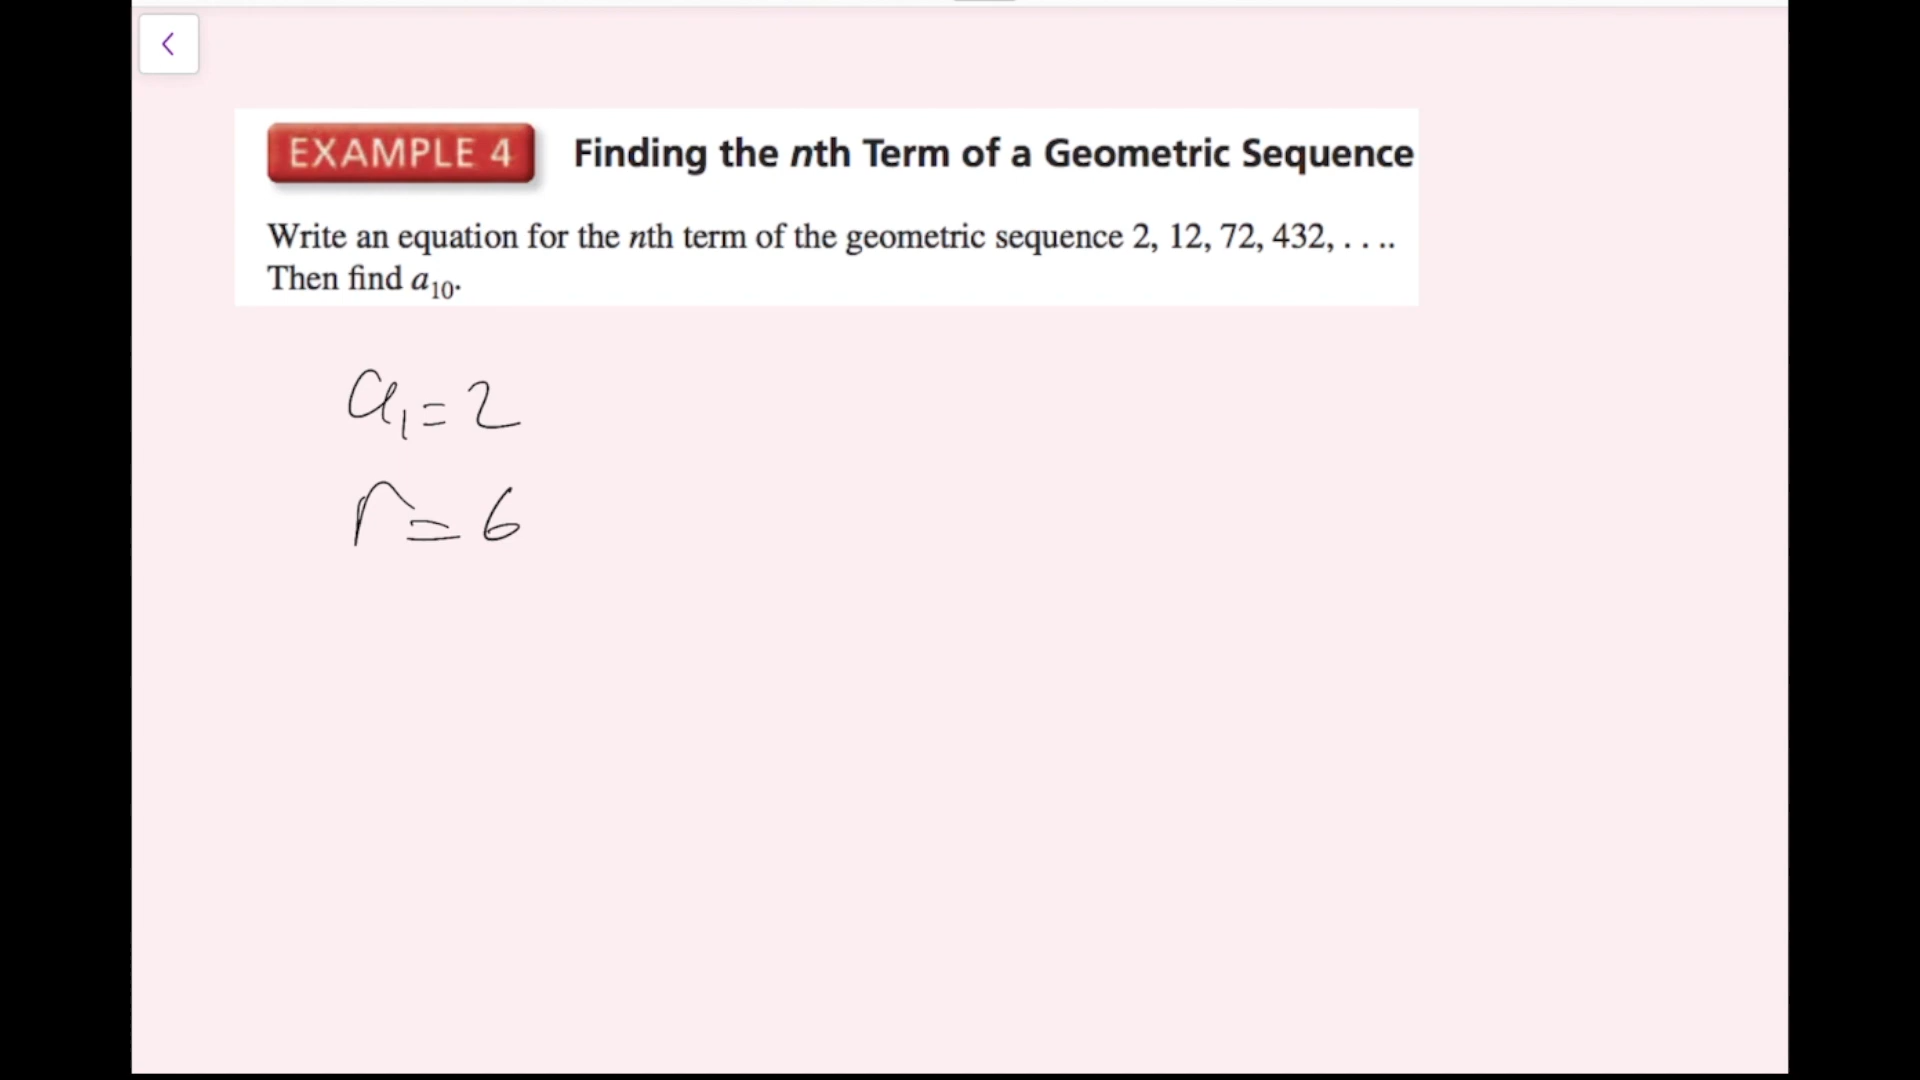 EXAMPLE 4 Finding the nth Term of a Geometric Sequence
Write an equation for the nth term of the geometric sequence 2, 12, 72, 432, . . . .
Then find a₁₀.
a₁ = 2
r = 6